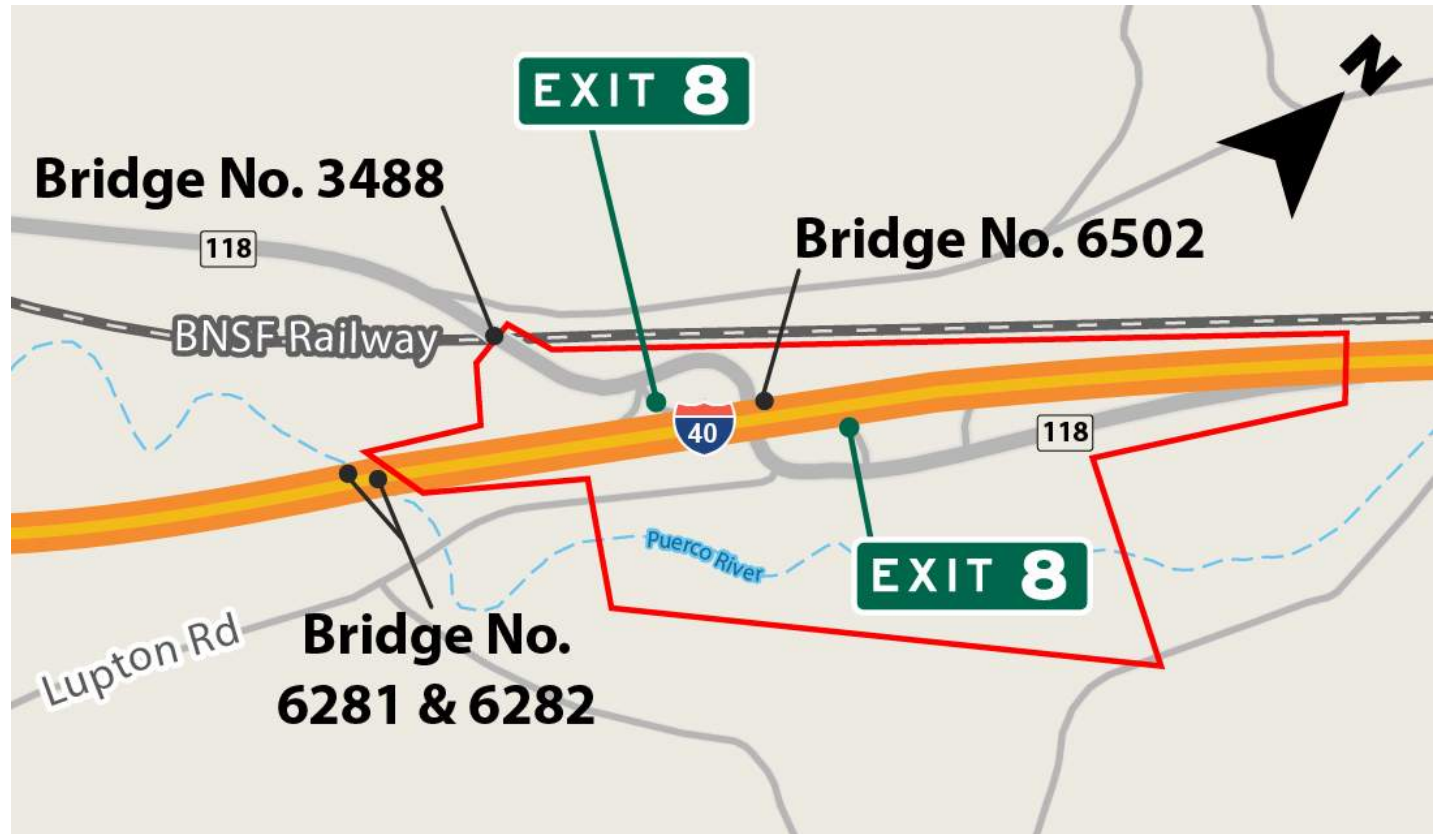 N
EXIT 8
Bridge No. 3488
Bridge No. 6502
118
BNSF Railway
40
118
Puerco River
EXIT 8
Bridge No.
6281 & 6282
Lupton Rd